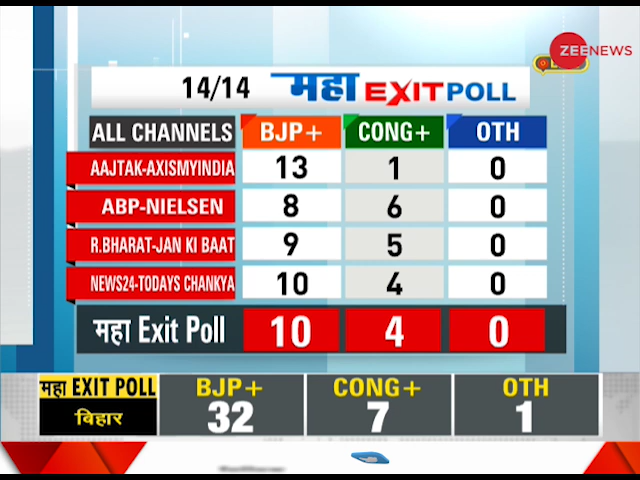 ZEENEWS
14/14 महा EXIT POLL
ALL CHANNELS BJP+ CONG+ OTH
AAJTAK-AXISMYINDIA 13 1 0
ABP-NIELSEN 8 6 0
R.BHARAT-JAN KI BAAT 9 5 0
NEWS24-TODAYS CHANKYA 10 4 0
महा Exit Poll 10 4 0
महा EXIT POLL BJP+ CONG+ OTH
बिहार 32 7 1